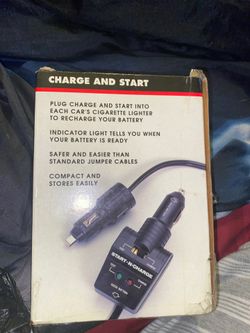 CHARGE AND START
PLUG CHARGE AND START INTO
EACH CAR'S CIGARETTE LIGHTER
TO RECHARGE YOUR BATTERY
INDICATOR LIGHT TELLS YOU WHEN
YOUR BATTERY IS READY
SAFER AND EASIER THAN
STANDARD JUMPER CABLES
COMPACT AND
STORES EASILY
START-N-CHARGE